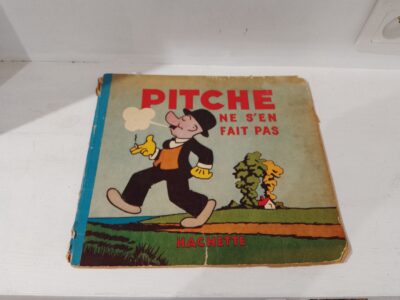 PITCHE
NE S'EN
FAIT PAS
HACHETTE